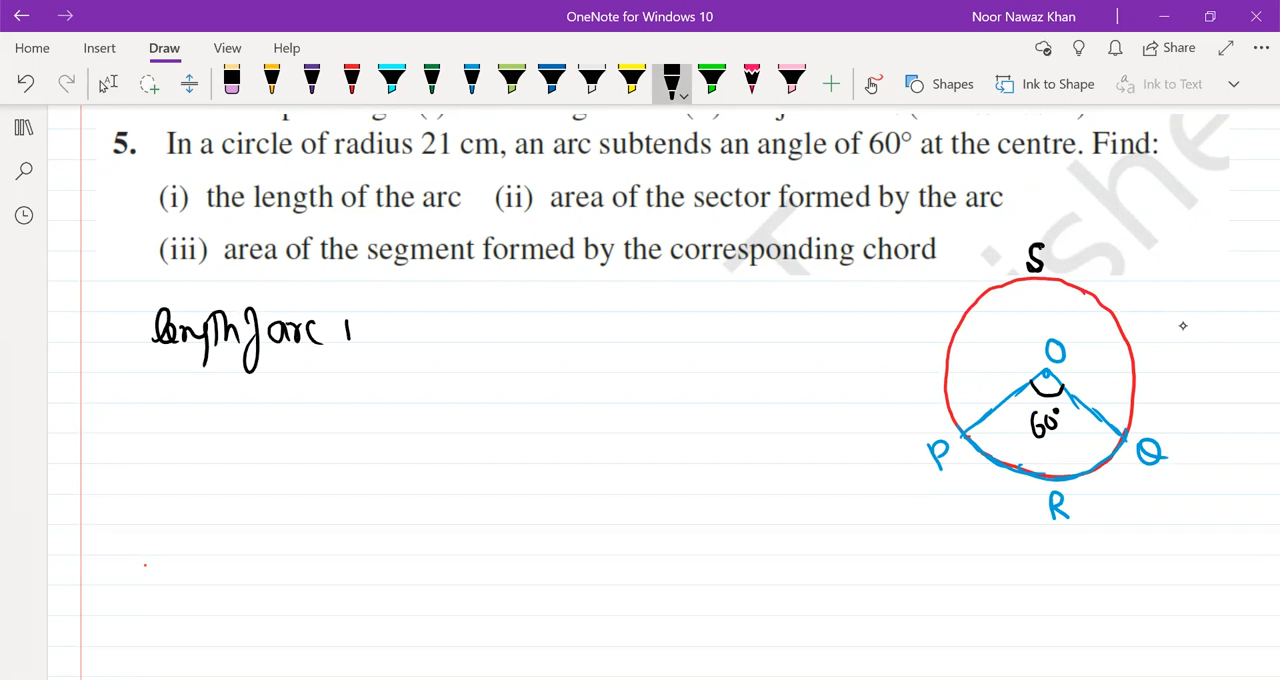 OneNote for Windows 10
Noor Nawaz Khan
Home Insert Draw View Help
Share
Shapes Ink to Shape Ink to Text
5. In a circle of radius 21 cm, an arc subtends an angle of 60° at the centre. Find:
(i) the length of the arc (ii) area of the sector formed by the arc
(iii) area of the segment formed by the corresponding chord
S
length of arc
O
60°
P
Q
R